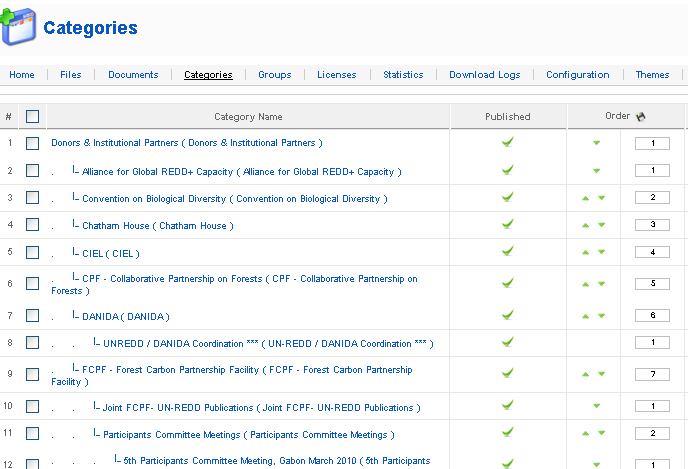 Categories
Home Files Documents Categories Groups Licenses Statistics Download Logs Configuration Themes
# Category Name Published Order
1 Donors & Institutional Partners ( Donors & Institutional Partners ) 1
2 . Alliance for Global REDD+ Capacity ( Alliance for Global REDD+ Capacity ) 1
3 . Convention on Biological Diversity ( Convention on Biological Diversity ) 2
4 . Chatham House ( Chatham House ) 3
5 . CIEL ( CIEL ) 4
6 . CPF - Collaborative Partnership on Forests ( CPF - Collaborative Partnership on 5
Forests )
7 . DANIDA ( DANIDA ) 6
8 . . UNREDD / DANIDA Coordination *** ( UN-REDD / DANIDA Coordination *** ) 1
9 . FCPF - Forest Carbon Partnership Facility ( FCPF - Forest Carbon Partnership 7
Facility )
10 . . Joint FCPF- UN-REDD Publications ( Joint FCPF- UN-REDD Publications ) 1
11 . . Participants Committee Meetings ( Participants Committee Meetings ) 2
12 . . . 5th Participants Committee Meeting, Gabon March 2010 ( 5th Participants 1